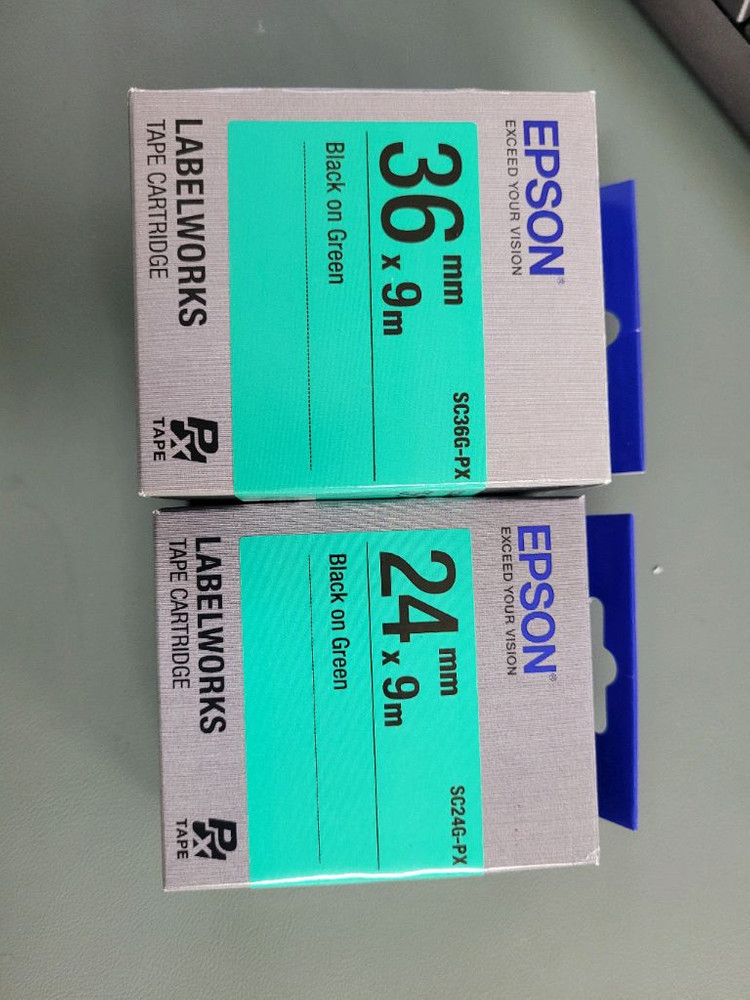 EPSON®
EXCEED YOUR VISION
SC36G-PX
36mm x 9m
Black on Green
LABELWORKS
TAPE CARTRIDGE
PX
TAPE
EPSON®
EXCEED YOUR VISION
SC24G-PX
24mm x 9m
Black on Green
LABELWORKS
TAPE CARTRIDGE
PX
TAPE